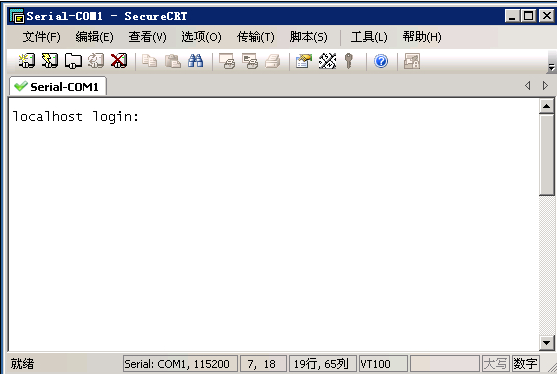 Serial-COM1 - SecureCRT
文件(F) 编辑(E) 查看(V) 选项(O) 传输(T) 脚本(S) 工具(L) 帮助(H)
Serial-COM1
localhost login:
就绪 Serial: COM1, 115200 7, 18 19行, 65列 VT100 大写 数字